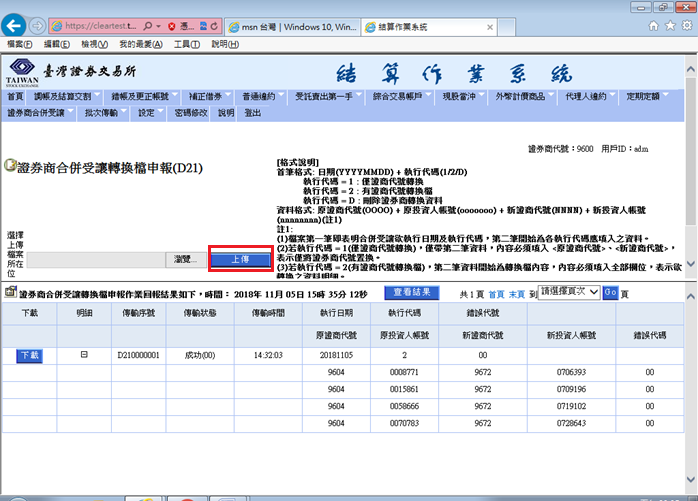 https://cleartest.t...
憑...
msn 台灣 | Windows 10, Win...
結算作業系統
檔案(F) 編輯(E) 檢視(V) 我的最愛(A) 工具(T) 說明(H)
TAIWAN
STOCK EXCHANGE
臺灣證券交易所
結算作業系統
首頁 調帳及結算交割 錯帳及更正帳號 補正借券 普通違約 受託賣出第一手 綜合交易帳戶 現股當沖 外幣計價商品 代理人違約 定期定額
證券商合併受讓 批次傳輸 設定 密碼修改 說明 登出
證券商代號：9600 用戶ID：adm
證券商合併受讓轉換檔申報(D21)
[格式說明]
首筆格式: 日期(YYYYMMDD) + 執行代碼(1/2/D)
執行代碼 = 1：僅證商代號轉換
執行代碼 = 2：有證商代號轉換檔
執行代碼 = D：刪除證券商轉換資料
資料格式: 原證商代號(OOOO) + 原投資人帳號(ooooooo) + 新證商代號(NNNN) + 新投資人帳號
(nnnnnnn)(註1)
註1:
(1)檔案第一筆即表明合併受讓欲執行日期及執行代碼，第二筆開始為各執行代碼應填入之資料。
(2)若執行代碼 = 1(僅證商代號轉換)，僅帶第二筆資料，內容必須填入 <原證商代號>、<新證商代號>，
表示僅將證券商代號置換。
(3)若執行代碼 = 2(有證商代號轉換檔)，第二筆資料開始為轉換檔內容，內容必須填入全部欄位，表示欲
轉換之資料明細。
選擇
上傳
檔案
所在
位
瀏覽...
上傳
證券商合併受讓轉換檔申報作業回報結果如下，時間： 2018年 11月 05日 15時 35分 12秒
查看結果
共 1 頁 首頁 末頁 到 請選擇頁次 Go 頁
下載 明細 傳輸序號 傳輸狀態 傳輸時間 執行日期 執行代碼 錯誤代號
原證商代號 原投資人帳號 新證商代號 新投資人帳號 錯誤代碼
下載 D210000001 成功(00) 14:32:03 20181105 2 00
9604 0008771 9672 0706393 00
9604 0015861 9672 0709196 00
9604 0058666 9672 0719102 00
9604 0070783 9672 0728643 00